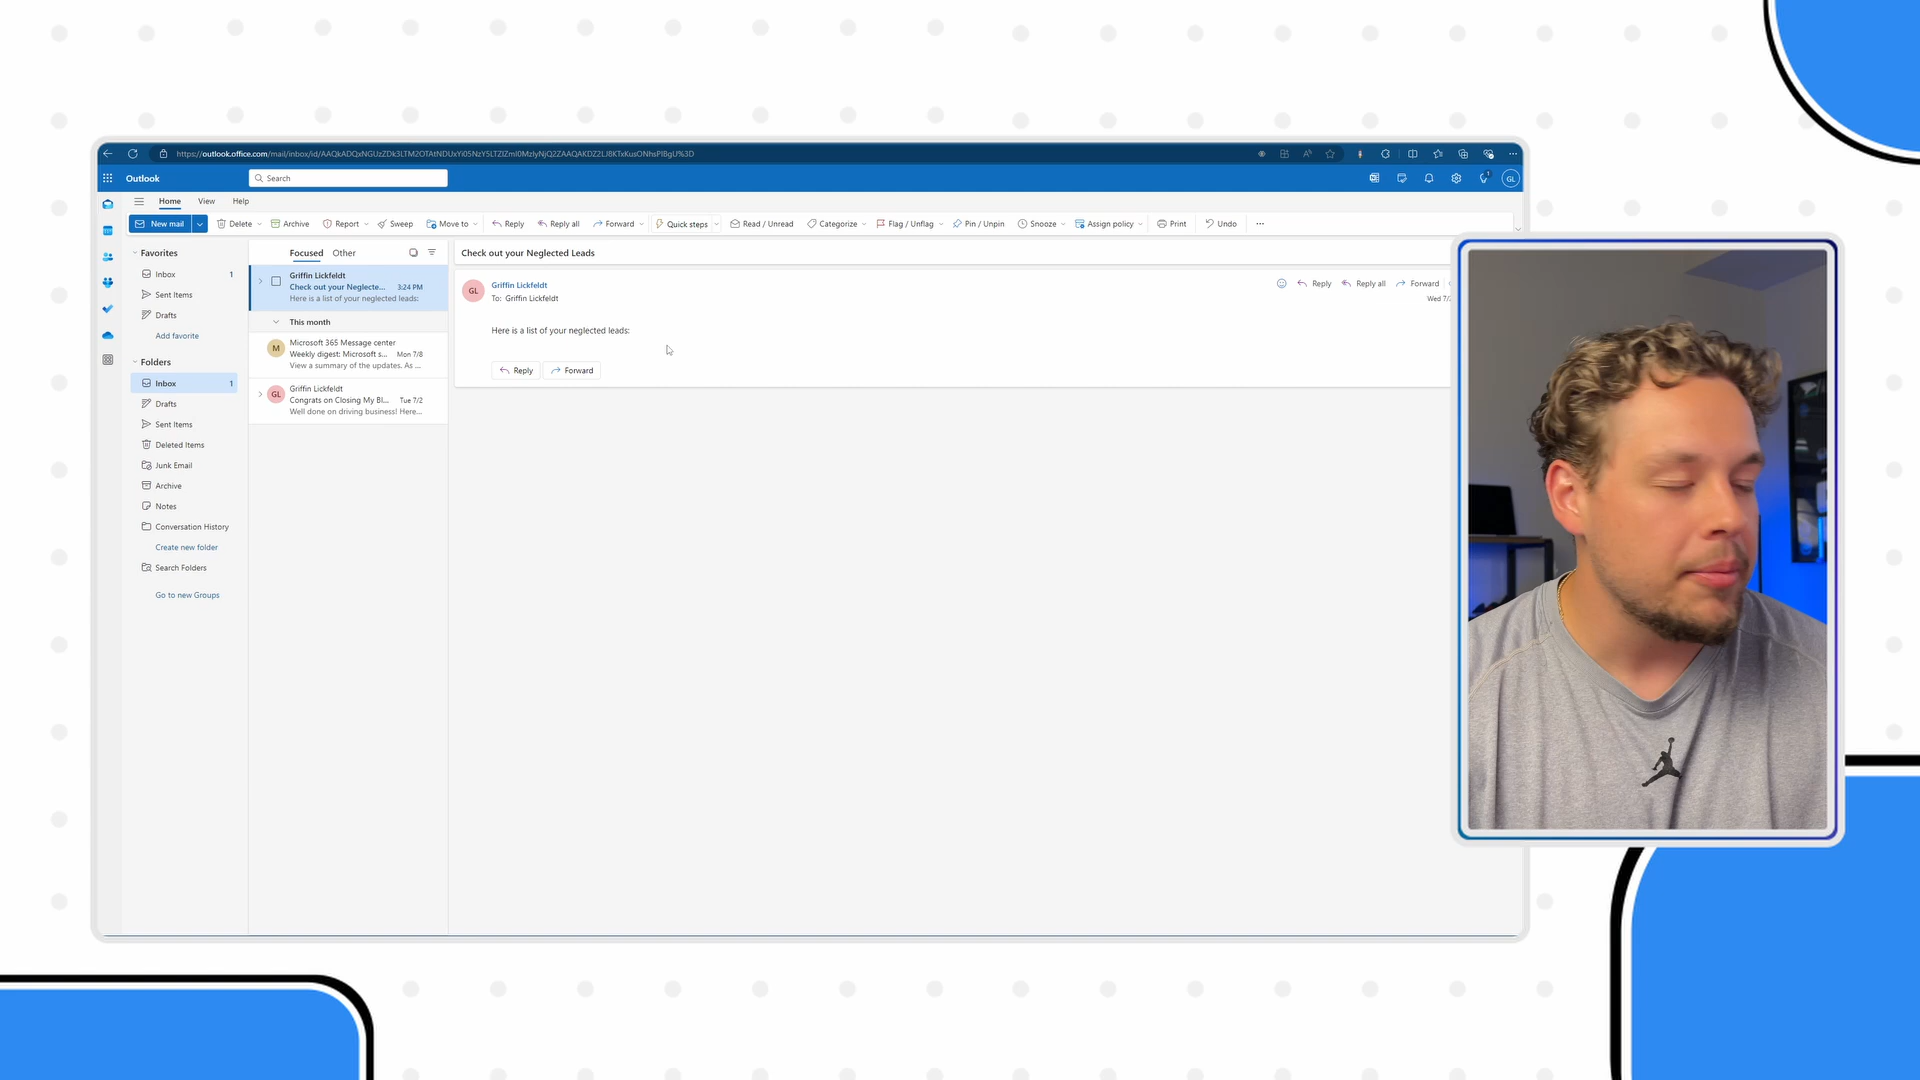 outlook.office.com
Outlook
Search
GL
Home
View
Help
New mail
Delete
Archive
Report
Sweep
Move to
Reply
Reply all
Forward
Quick steps
Read / Unread
Categorize
Flag / Unflag
Pin / Unpin
Snooze
Assign policy
Print
Undo
Favorites
Inbox 1
Sent Items
Drafts
Add favorite
Folders
Inbox 1
Drafts
Sent Items
Deleted Items
Junk Email
Archive
Notes
Conversation History
Create new folder
Search Folders
Go to new Groups
Focused
Other
Griffin Lickfeldt
Check out your Neglecte... 3:24 PM
Here is a list of your neglected leads:
This month
M
Microsoft 365 Message center
Weekly digest: Microsoft s... Mon 7/8
View a summary of the updates. As ...
GL
Griffin Lickfeldt
Congrats on Closing My Bl... Tue 7/2
Well done on driving business! Here...
Check out your Neglected Leads
GL
Griffin Lickfeldt
To: Griffin Lickfeldt
Reply
Reply all
Forward
Wed 7/
Here is a list of your neglected leads:
Reply
Forward